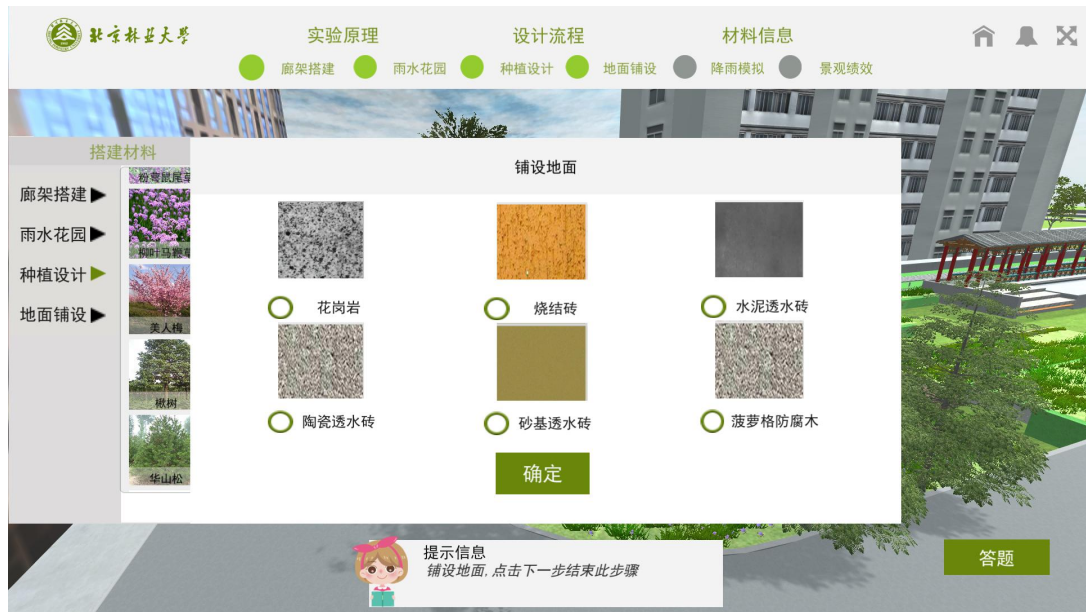 北京林业大学
实验原理 设计流程 材料信息
廊架搭建 雨水花园 种植设计 地面铺设 降雨模拟 景观绩效
搭建材料
铺设地面
廊架搭建
雨水花园
种植设计
地面铺设
柳叶马鞭草
美人梅
楸树
华山松
花岗岩 烧结砖 水泥透水砖
陶瓷透水砖 砂基透水砖 菠萝格防腐木
确定
提示信息
铺设地面,点击下一步结束此步骤
答题